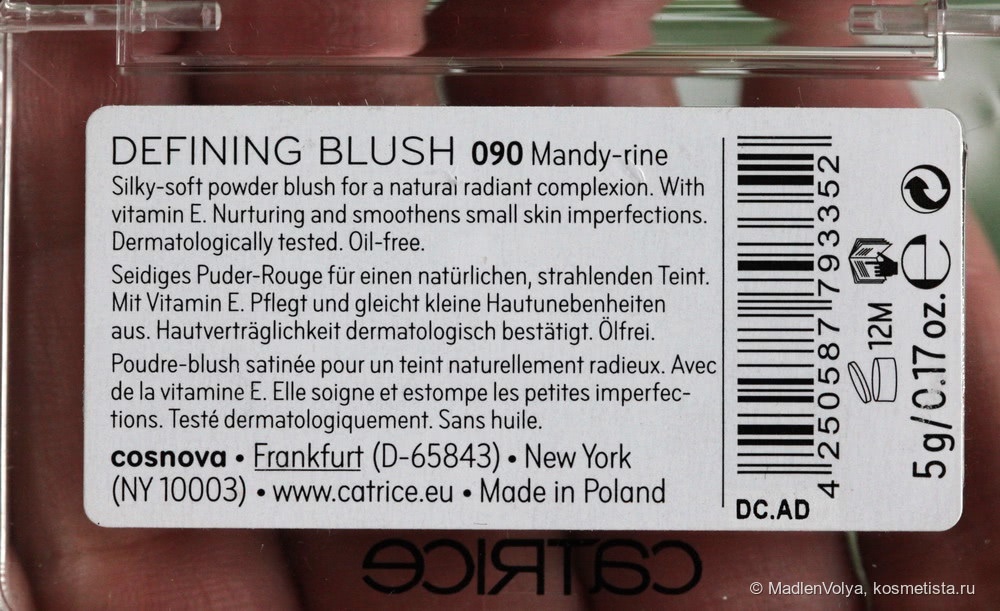 DEFINING BLUSH 090 Mandy-rine
Silky-soft powder blush for a natural radiant complexion. With
vitamin E. Nurturing and smoothens small skin imperfections.
Dermatologically tested. Oil-free.
Seidiges Puder-Rouge für einen natürlichen, strahlenden Teint.
Mit Vitamin E. Pflegt und gleicht kleine Hautunebenheiten
aus. Hautverträglichkeit dermatologisch bestätigt. Ölfrei.
Poudre-blush satinée pour un teint naturellement radieux. Avec
de la vitamine E. Elle soigne et estompe les petites imperfec-
tions. Testé dermatologiquement. Sans huile.
cosnova • Frankfurt (D-65843) • New York
(NY 10003) • www.catrice.eu • Made in Poland
DC.AD
4 250587 793352
12M
5 g/0.17 oz. e
CATRICE
© MadlenVolya, kosmetista.ru